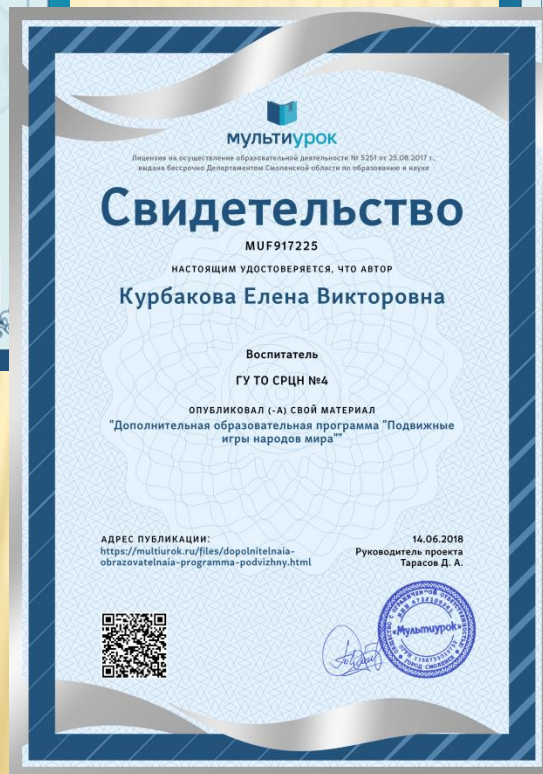 мультиурок
Лицензия на осуществление образовательной деятельности № 5251 от 25.08.2017 г.,
выдана бессрочно Департаментом Смоленской области по образованию и науке
Свидетельство
MUF917225
НАСТОЯЩИМ УДОСТОВЕРЯЕТСЯ, ЧТО АВТОР
Курбакова Елена Викторовна
Воспитатель
ГУ ТО СРЦН №4
ОПУБЛИКОВАЛ (-А) СВОЙ МАТЕРИАЛ
"Дополнительная образовательная программа "Подвижные
игры народов мира""
АДРЕС ПУБЛИКАЦИИ:
https://multiurok.ru/files/dopolnitelnaia-
obrazovatelnaia-programma-podvizhny.html
14.06.2018
Руководитель проекта
Тарасов Д. А.
«Мультиурок»